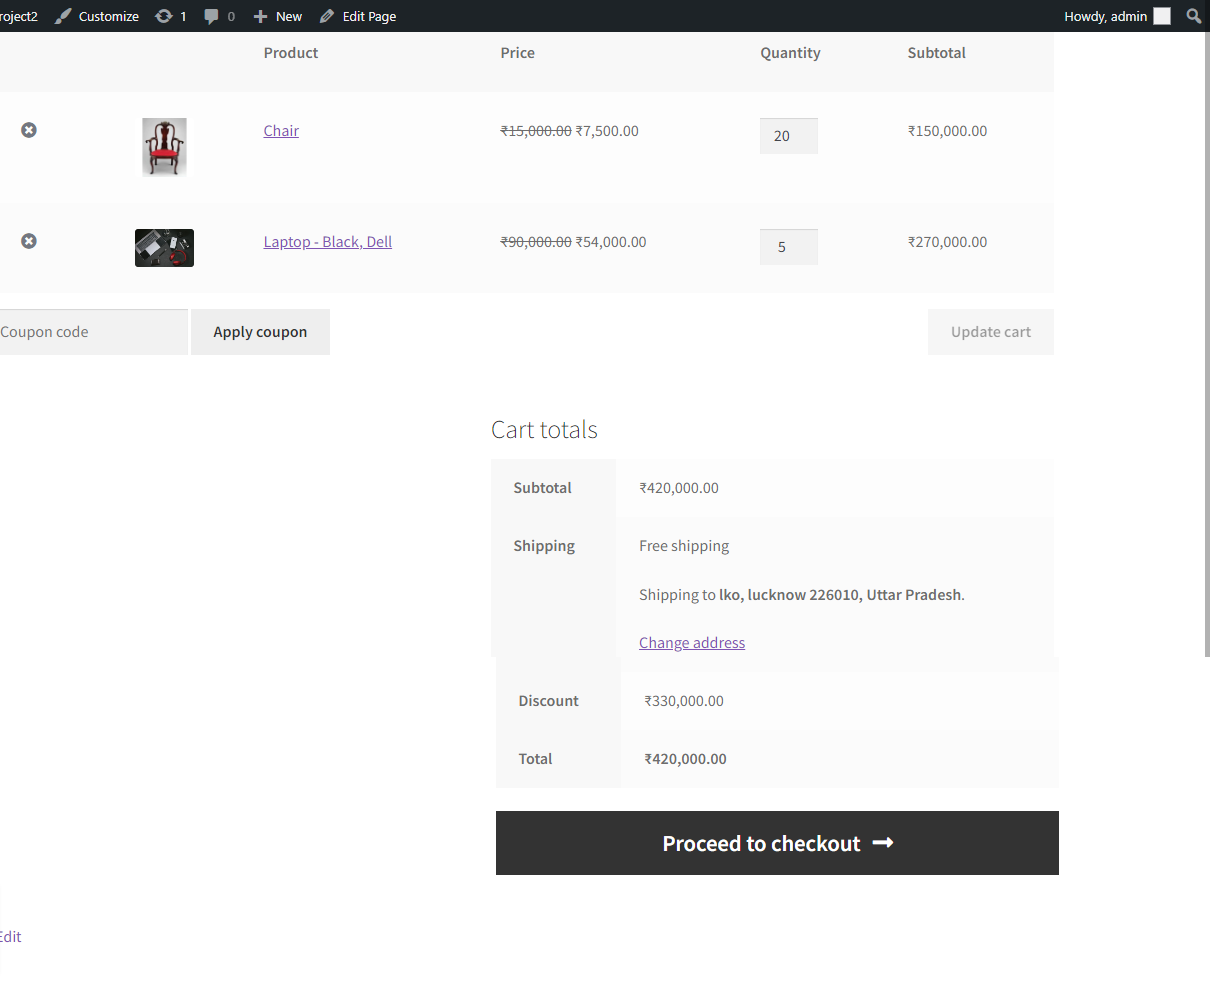 roject2 Customize 1 0 New Edit Page Howdy, admin
Product Price Quantity Subtotal
Chair ₹15,000.00 ₹7,500.00 20 ₹150,000.00
Laptop - Black, Dell ₹90,000.00 ₹54,000.00 5 ₹270,000.00
Coupon code Apply coupon Update cart
Cart totals
Subtotal ₹420,000.00
Shipping Free shipping
Shipping to lko, lucknow 226010, Uttar Pradesh.
Change address
Discount ₹330,000.00
Total ₹420,000.00
Proceed to checkout
Edit